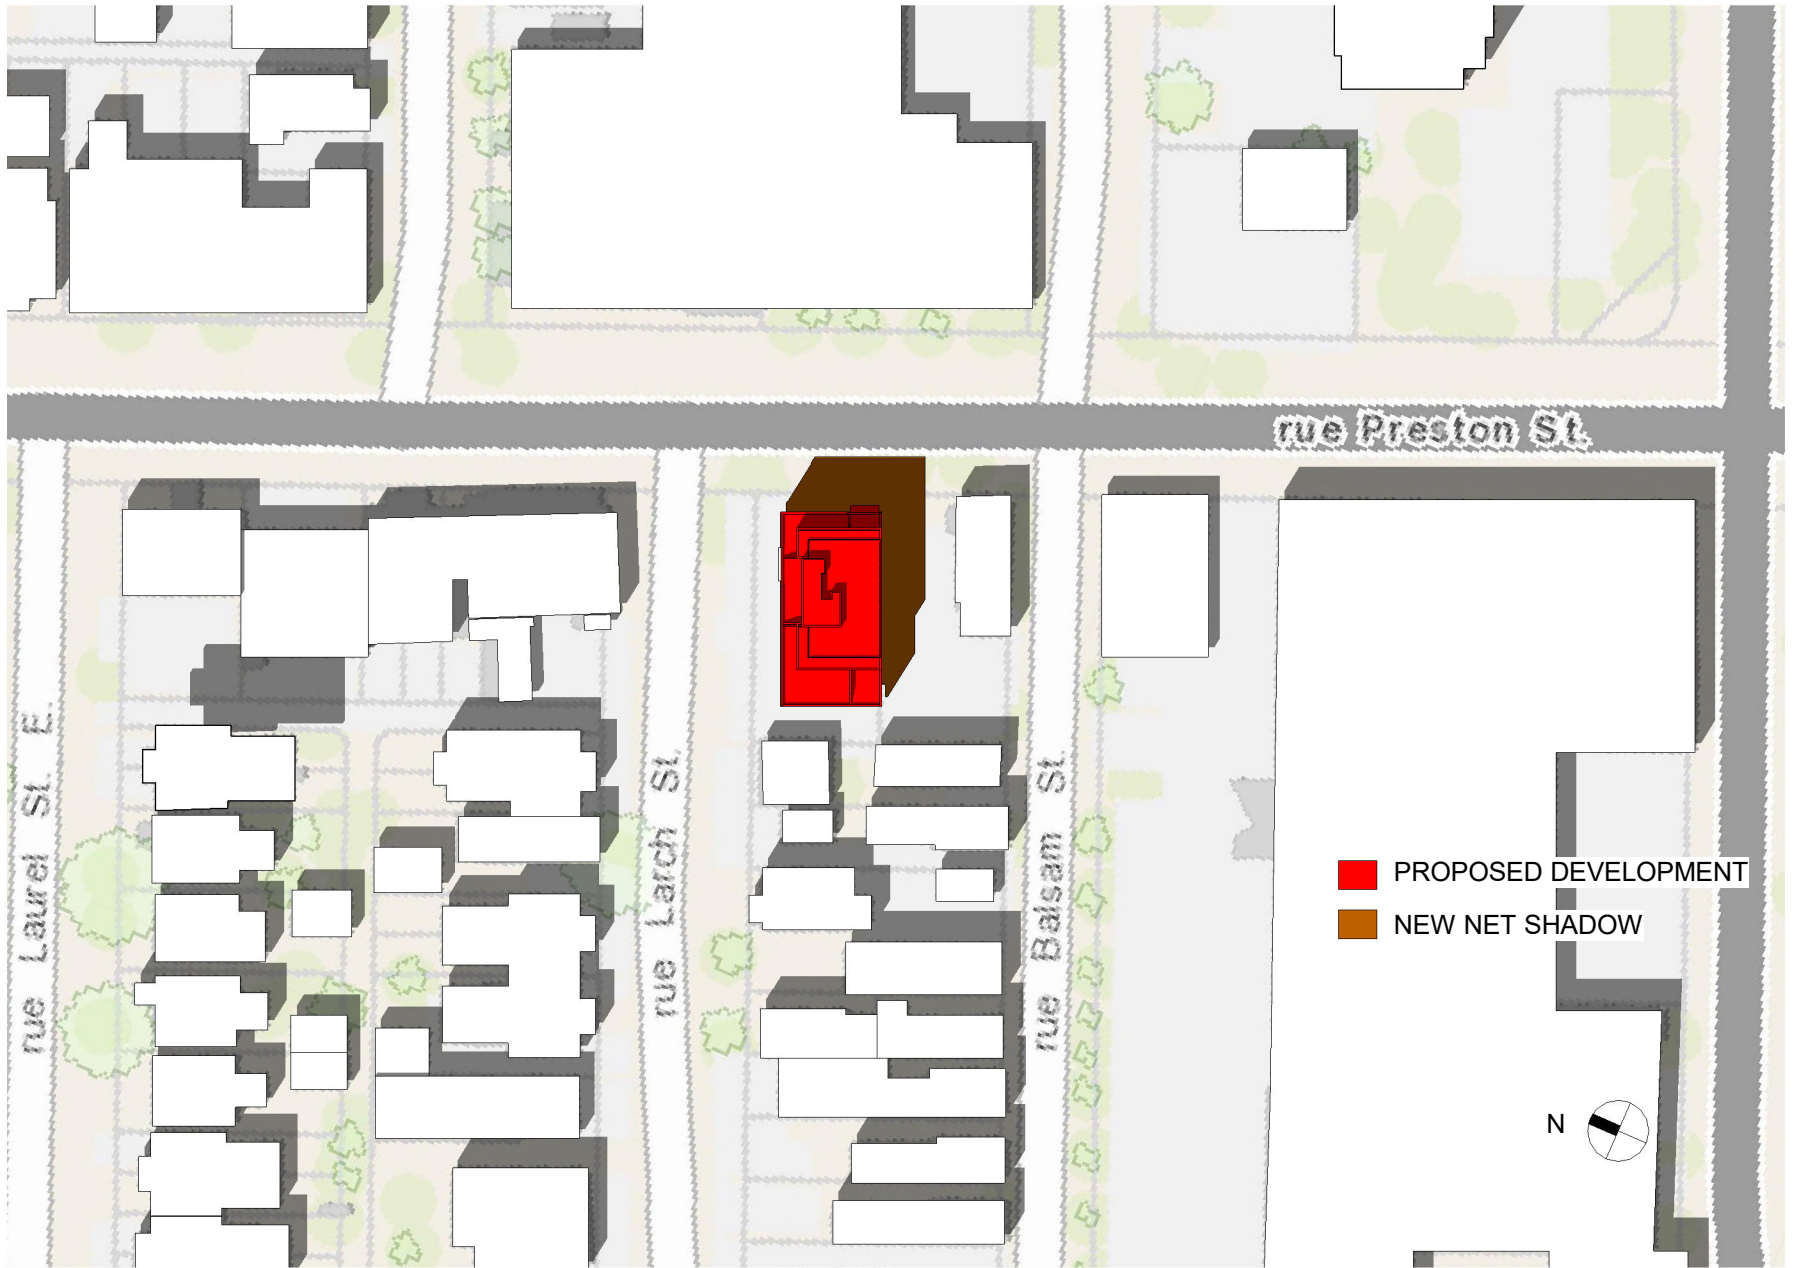 rue Preston St.
rue Laurel St. E.
rue Larch St.
rue Balsam St.
PROPOSED DEVELOPMENT
NEW NET SHADOW
N